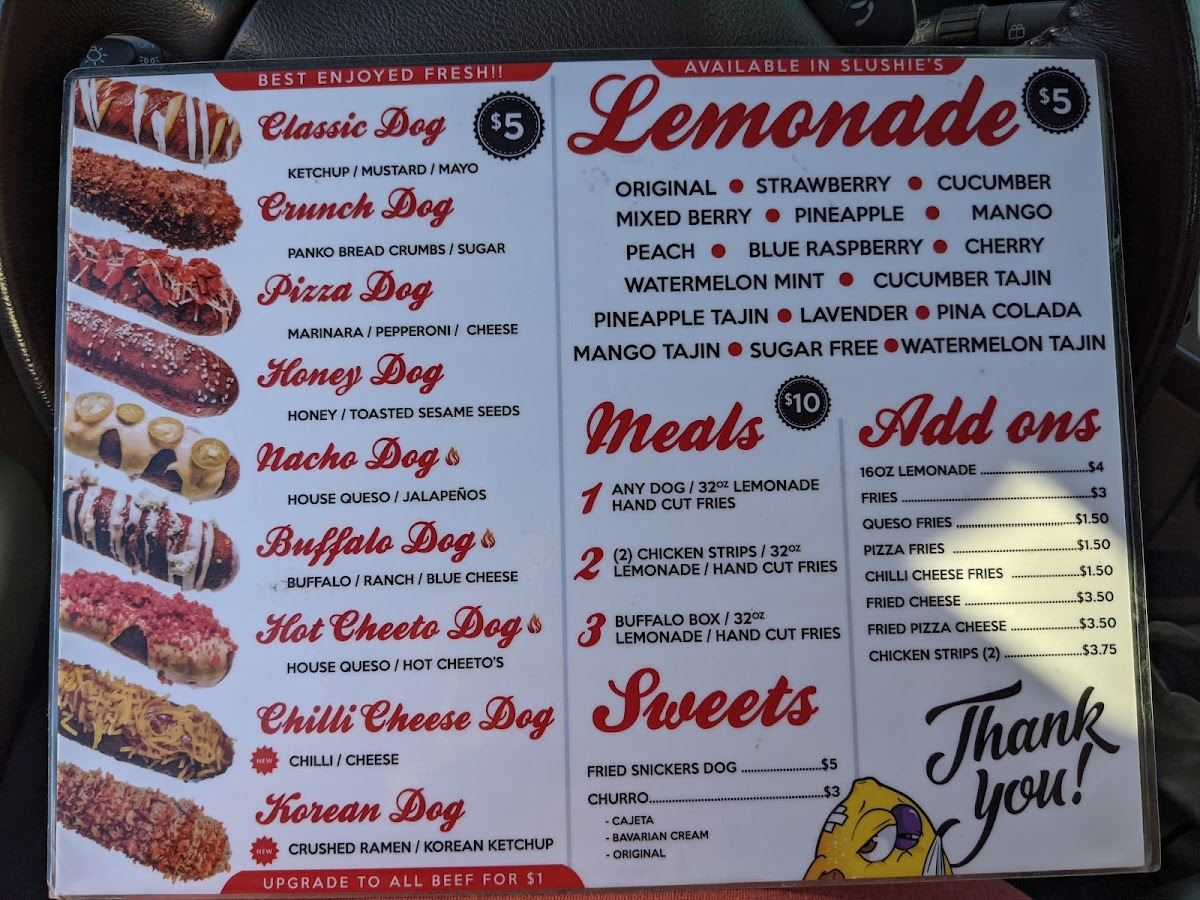 BEST ENJOYED FRESH!!
Classic Dog
$5
KETCHUP / MUSTARD / MAYO
Crunch Dog
PANKO BREAD CRUMBS / SUGAR
Pizza Dog
MARINARA / PEPPERONI / CHEESE
Honey Dog
HONEY / TOASTED SESAME SEEDS
Nacho Dog
HOUSE QUESO / JALAPEÑOS
Buffalo Dog
BUFFALO / RANCH / BLUE CHEESE
Hot Cheeto Dog
HOUSE QUESO / HOT CHEETO'S
Chilli Cheese Dog
NEW CHILLI / CHEESE
Korean Dog
NEW CRUSHED RAMEN / KOREAN KETCHUP
UPGRADE TO ALL BEEF FOR $1
AVAILABLE IN SLUSHIE'S
Lemonade
$5
ORIGINAL ● STRAWBERRY ● CUCUMBER
MIXED BERRY ● PINEAPPLE ● MANGO
PEACH ● BLUE RASPBERRY ● CHERRY
WATERMELON MINT ● CUCUMBER TAJIN
PINEAPPLE TAJIN ● LAVENDER ● PINA COLADA
MANGO TAJIN ● SUGAR FREE ● WATERMELON TAJIN
Meals
$10
1 ANY DOG / 32OZ LEMONADE
HAND CUT FRIES
2 (2) CHICKEN STRIPS / 32OZ
LEMONADE / HAND CUT FRIES
3 BUFFALO BOX / 32OZ
LEMONADE / HAND CUT FRIES
Sweets
FRIED SNICKERS DOG ........................$5
CHURRO........................................$3
- CAJETA
- BAVARIAN CREAM
- ORIGINAL
Add ons
16OZ LEMONADE ........................$4
FRIES ........................................$3
QUESO FRIES ..............................$1.50
PIZZA FRIES ..............................$1.50
CHILLI CHEESE FRIES ................$1.50
FRIED CHEESE ..........................$3.50
FRIED PIZZA CHEESE ................$3.50
CHICKEN STRIPS (2) ...................$3.75
Thank
you!